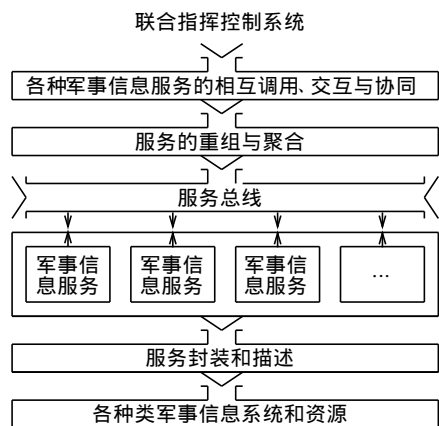 联合指挥控制系统
各种军事信息服务的相互调用、交互与协同
服务的重组与聚合
服务总线
军事信
息服务
军事信
息服务
军事信
息服务
...
服务封装和描述
各种类军事信息系统和资源